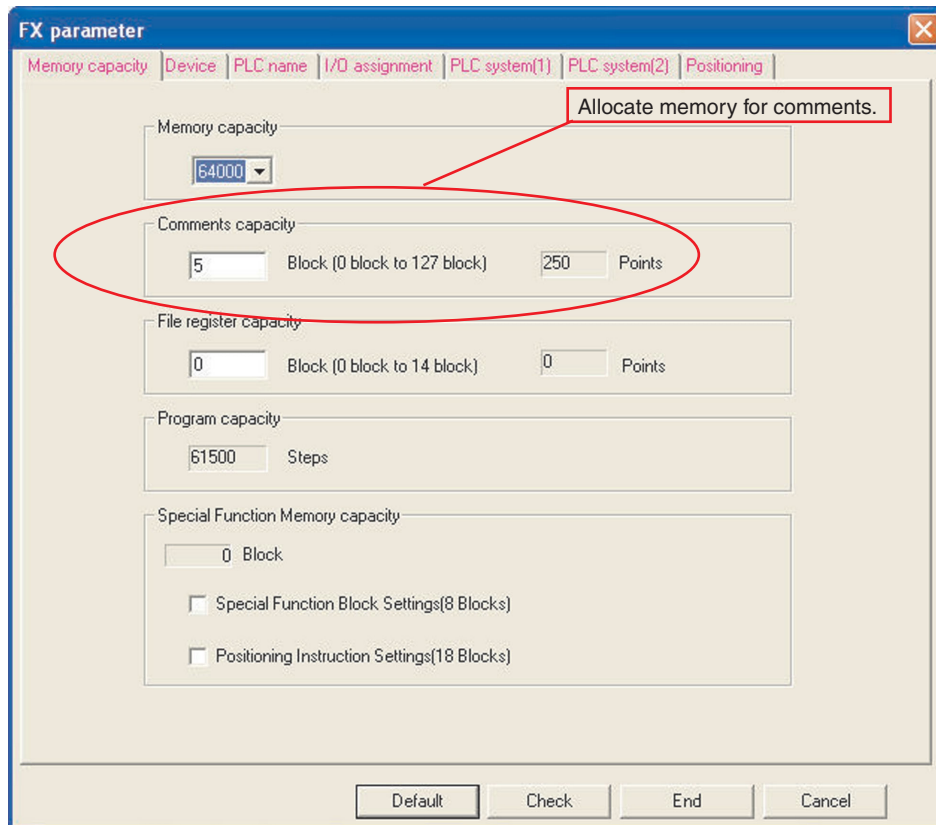 FX parameter
Memory capacity Device PLC name I/O assignment PLC system(1) PLC system(2) Positioning
Allocate memory for comments.
Memory capacity
64000
Comments capacity
5 Block (0 block to 127 block) 250 Points
File register capacity
0 Block (0 block to 14 block) 0 Points
Program capacity
61500 Steps
Special Function Memory capacity
0 Block
Special Function Block Settings(8 Blocks)
Positioning Instruction Settings(18 Blocks)
Default Check End Cancel